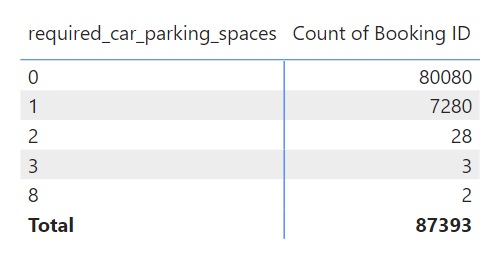 required_car_parking_spaces Count of Booking ID
0 80080
1 7280
2 28
3 3
8 2
Total 87393